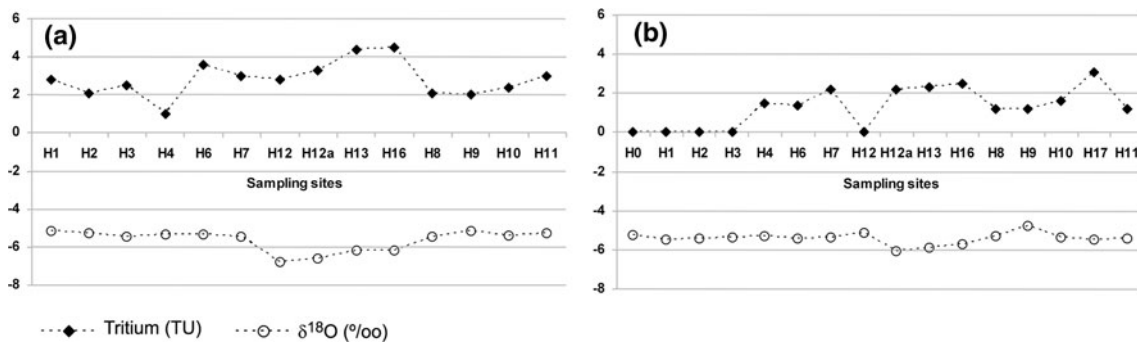 (a)
6
4
2
0
-2
-4
-6
-8
H1 H2 H3 H4 H6 H7 H12 H12a H13 H16 H8 H9 H10 H11
Sampling sites
(b)
6
4
2
0
-2
-4
-6
-8
H0 H1 H2 H3 H4 H6 H7 H12 H12a H13 H16 H8 H9 H10 H17 H11
Sampling sites
Tritium (TU) δ¹⁸O (º/oo)